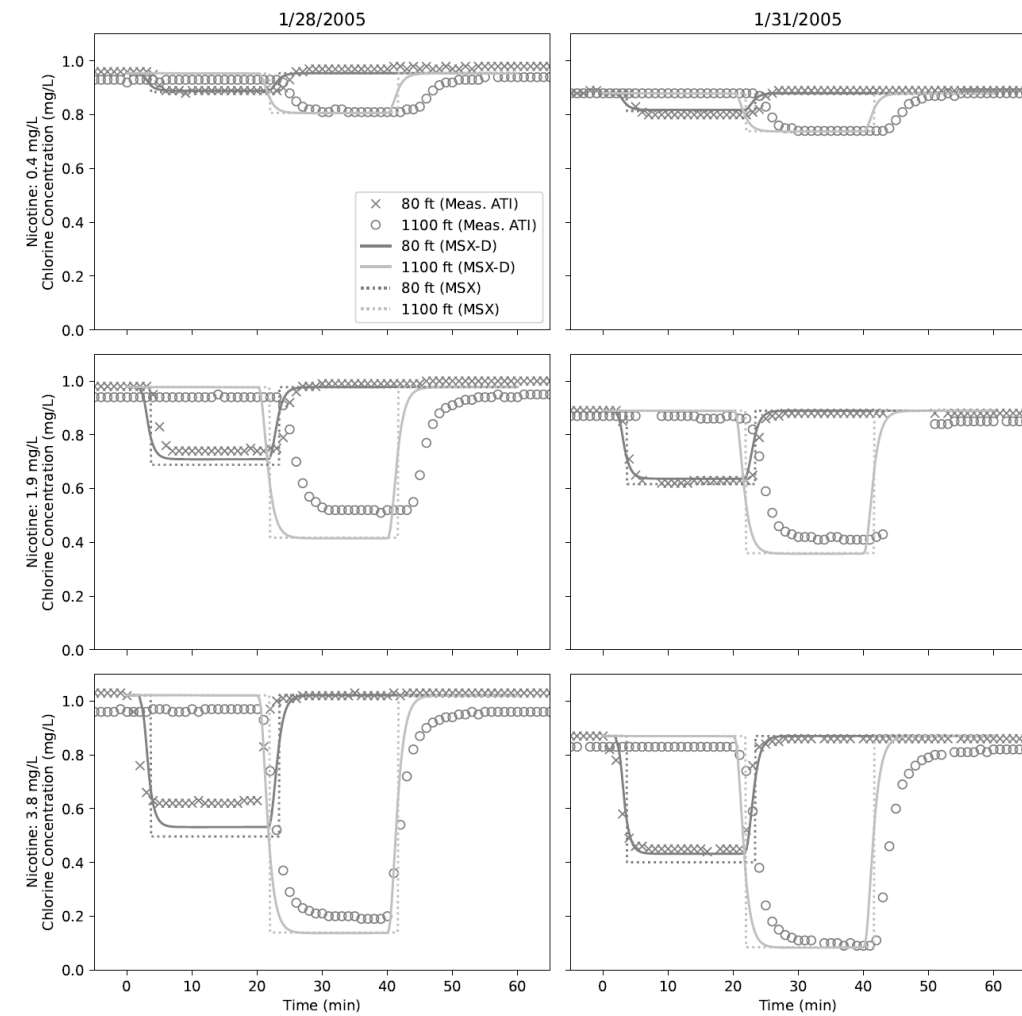 1/28/2005
1/31/2005
Nicotine: 0.4 mg/L
Chlorine Concentration (mg/L)
1.0
0.8
0.6
0.4
0.2
0.0
80 ft (Meas. ATI)
1100 ft (Meas. ATI)
80 ft (MSX-D)
1100 ft (MSX-D)
80 ft (MSX)
1100 ft (MSX)
Nicotine: 1.9 mg/L
Chlorine Concentration (mg/L)
1.0
0.8
0.6
0.4
0.2
0.0
Nicotine: 3.8 mg/L
Chlorine Concentration (mg/L)
1.0
0.8
0.6
0.4
0.2
0.0
0 10 20 30 40 50 60
Time (min)
0 10 20 30 40 50 60
Time (min)